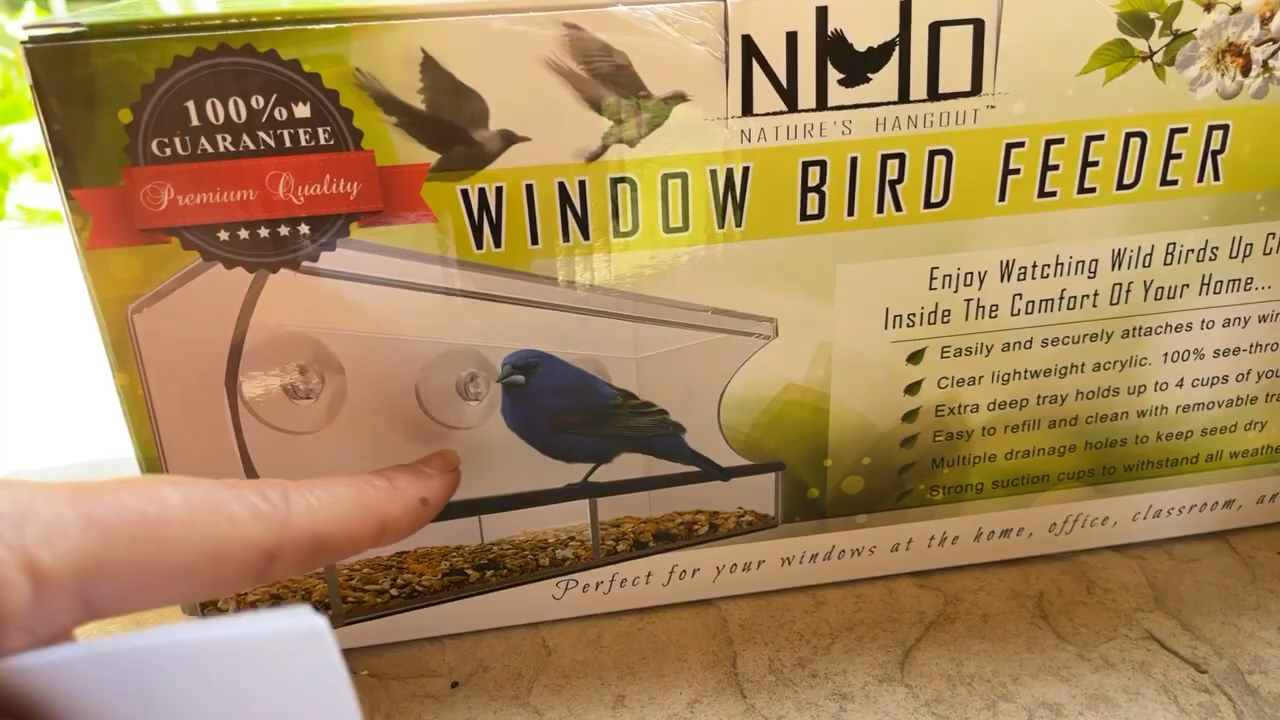 100%
GUARANTEE
Premium Quality
NHO
NATURE'S HANGOUT™
WINDOW BIRD FEEDER
Enjoy Watching Wild Birds Up
Inside The Comfort Of Your Home...
Easily and securely attaches to any
Clear lightweight acrylic. 100%
Extra deep tray holds up to 4 cups of
Easy to refill and clean with removable
Multiple drainage holes to keep seed dry
Strong suction cups to withstand all
Perfect for your windows at the home, office, classroom,